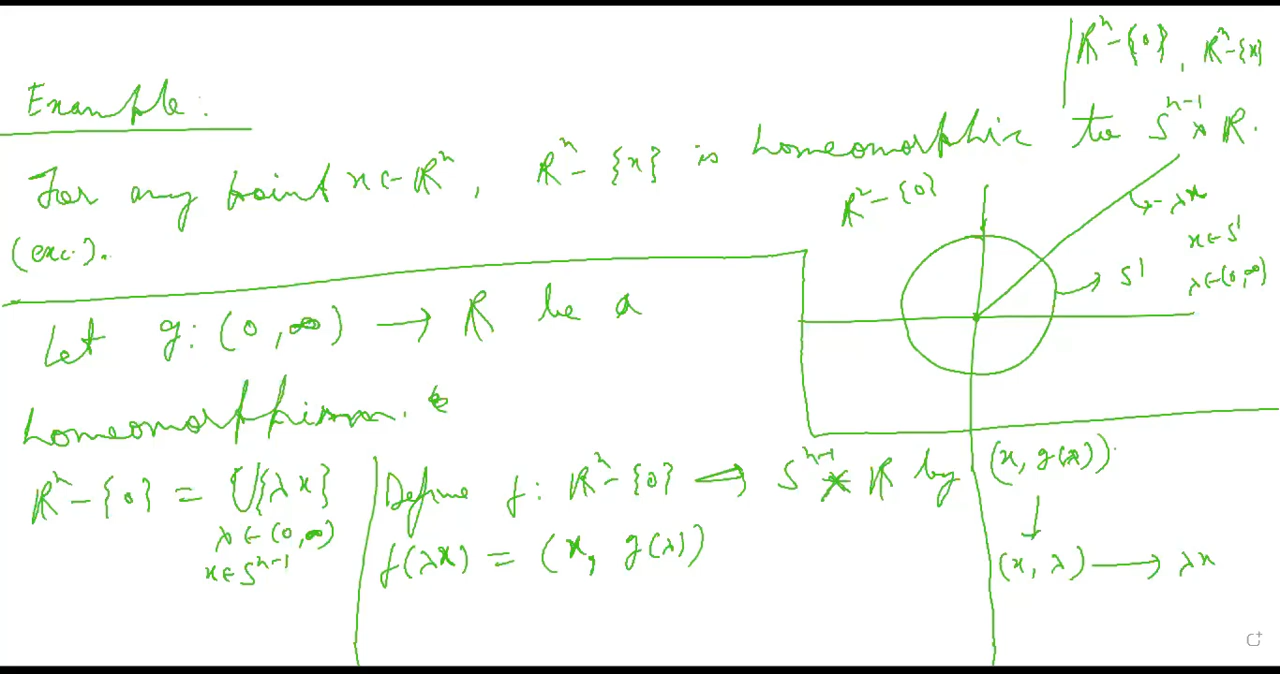 Example:
ℝⁿ-{0}, ℝⁿ-{x}
For any point x∈ℝⁿ, ℝⁿ-{x} is homeomorphic to Sⁿ⁻¹×ℝ.
(exc.).
ℝ²-{0}
λx
x∈S¹
λ∈(0,∞)
S¹
Let g:(0,∞) → ℝ be a
homeomorphism.
ℝⁿ-{0} = ∪{λx}
λ∈(0,∞)
x∈Sⁿ⁻¹
Define f: ℝⁿ-{0} → Sⁿ⁻¹×ℝ by
f(λx) = (x, g(λ))
(x, g(λ))
↓
(x, λ) → λx